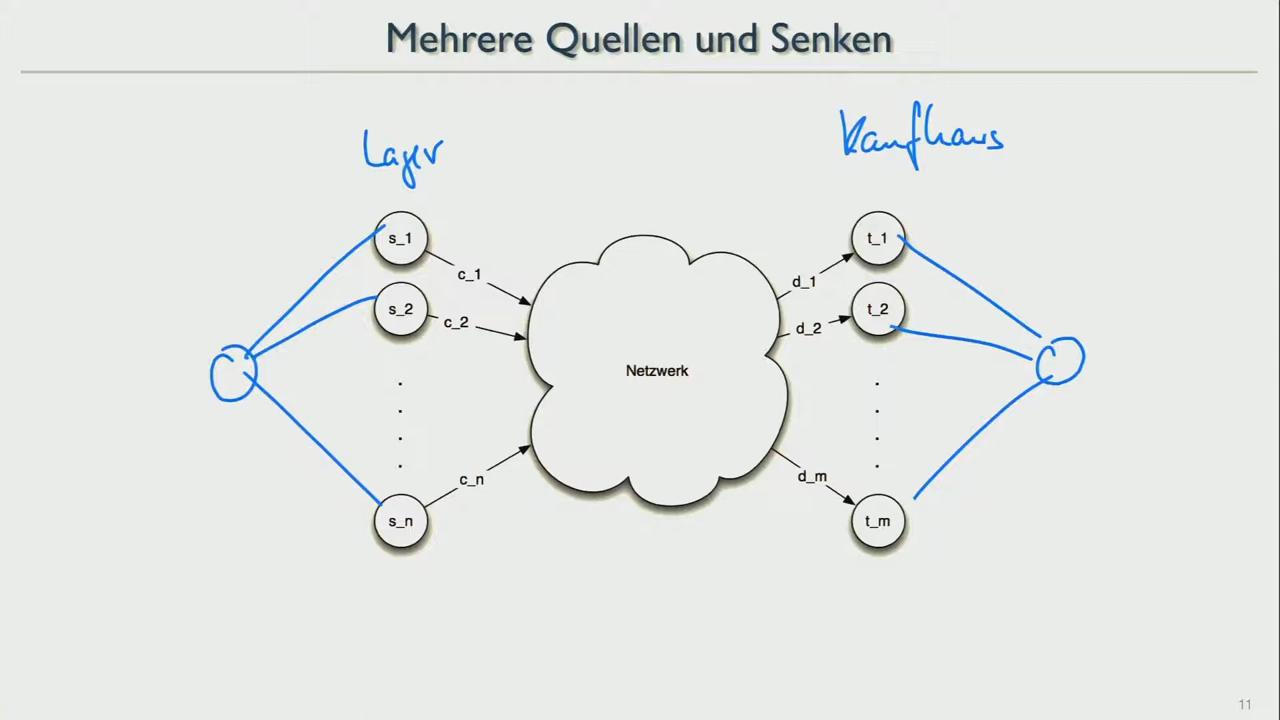 Mehrere Quellen und Senken
Lager
Kaufhaus
s_1
t_1
c_1
d_1
s_2
t_2
c_2
d_2
Netzwerk
c_n
d_m
s_n
t_m
11